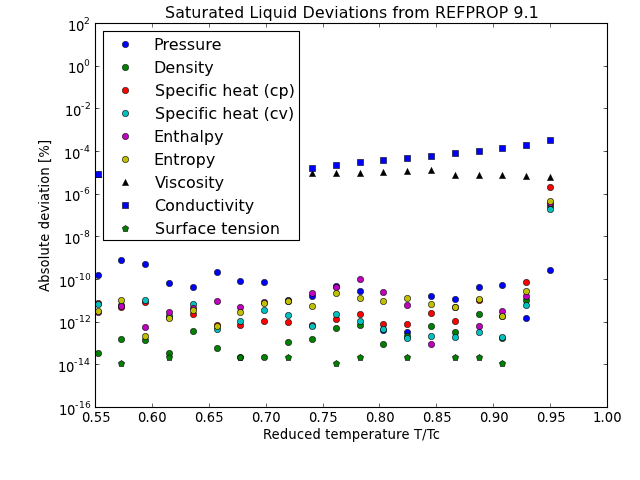 Saturated Liquid Deviations from REFPROP 9.1
10^2
10^0
10^-2
10^-4
10^-6
10^-8
10^-10
10^-12
10^-14
10^-16
Absolute deviation [%]
Pressure
Density
Specific heat (cp)
Specific heat (cv)
Enthalpy
Entropy
Viscosity
Conductivity
Surface tension
0.55 0.60 0.65 0.70 0.75 0.80 0.85 0.90 0.95 1.00
Reduced temperature T/Tc